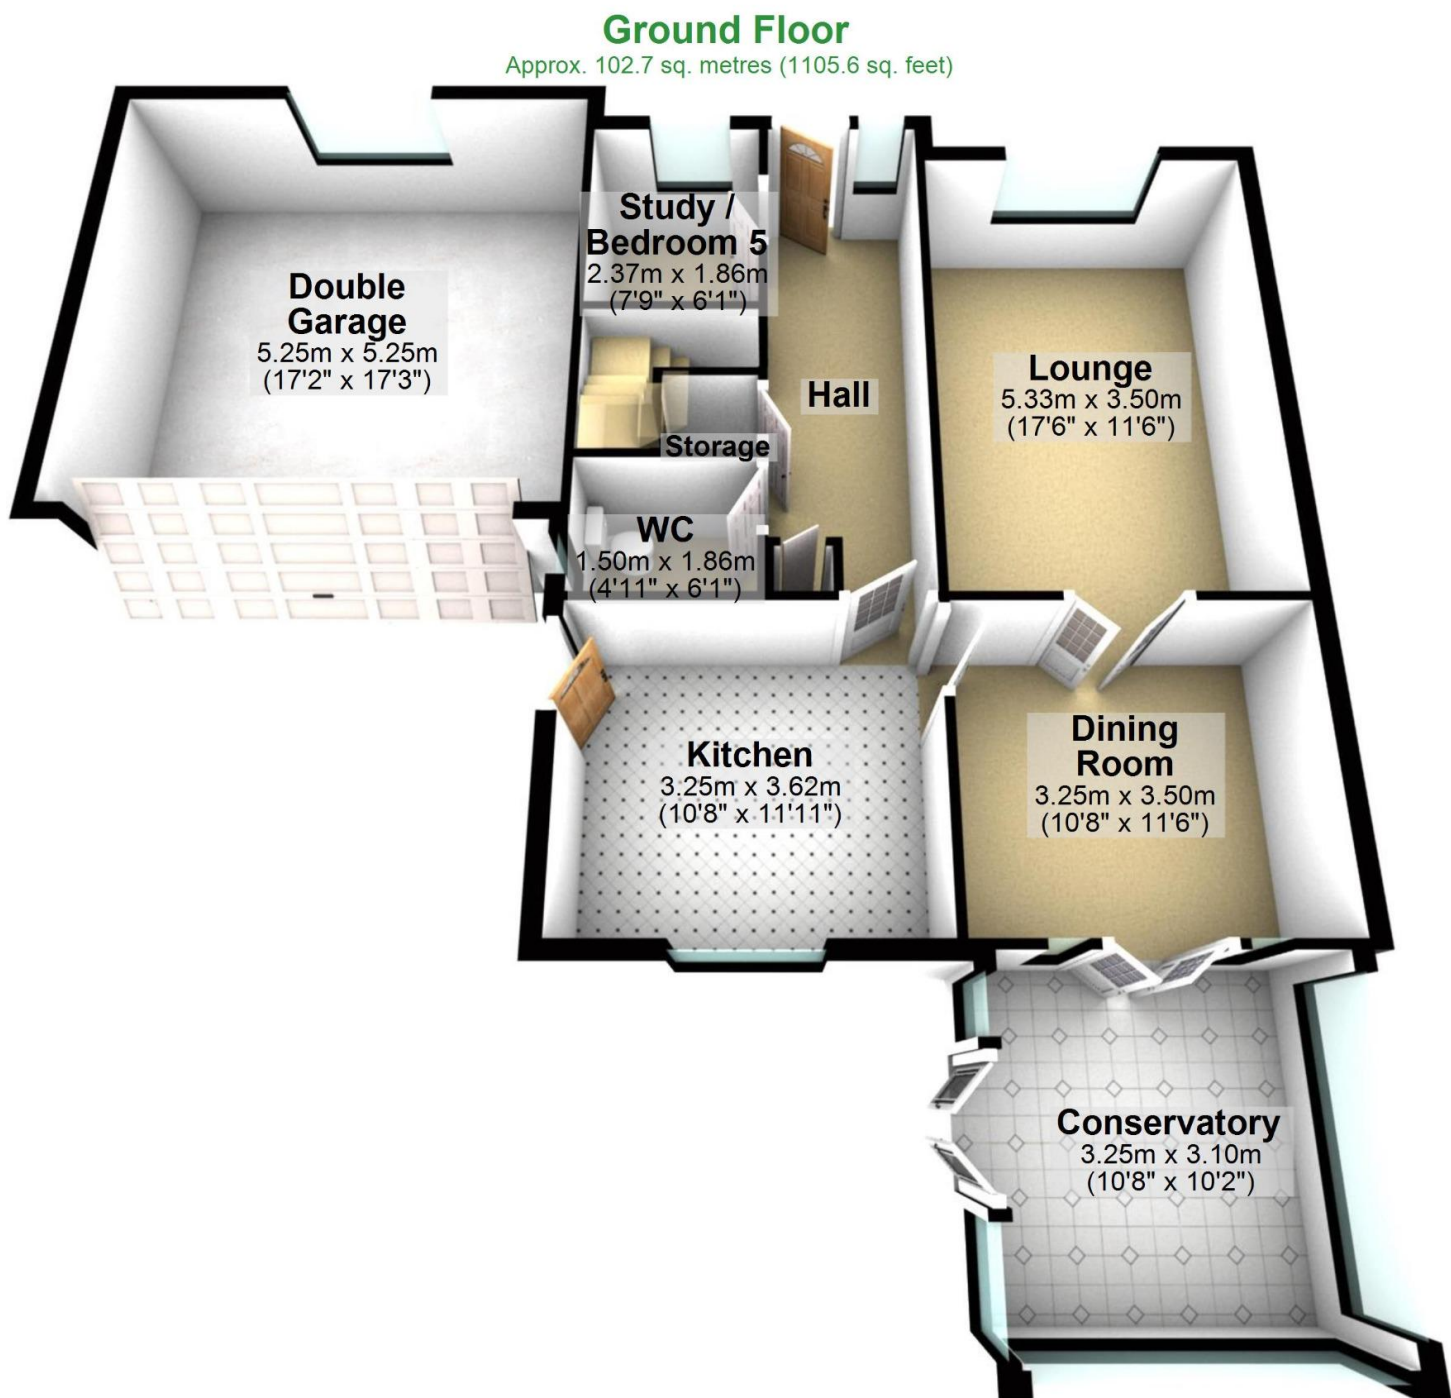 Ground Floor
Approx. 102.7 sq. metres (1105.6 sq. feet)
Double
Garage
5.25m x 5.25m
(17'2" x 17'3")
Study /
Bedroom 5
2.37m x 1.86m
(7'9" x 6'1")
Hall
Lounge
5.33m x 3.50m
(17'6" x 11'6")
Storage
WC
1.50m x 1.86m
(4'11" x 6'1")
Kitchen
3.25m x 3.62m
(10'8" x 11'11")
Dining
Room
3.25m x 3.50m
(10'8" x 11'6")
Conservatory
3.25m x 3.10m
(10'8" x 10'2")